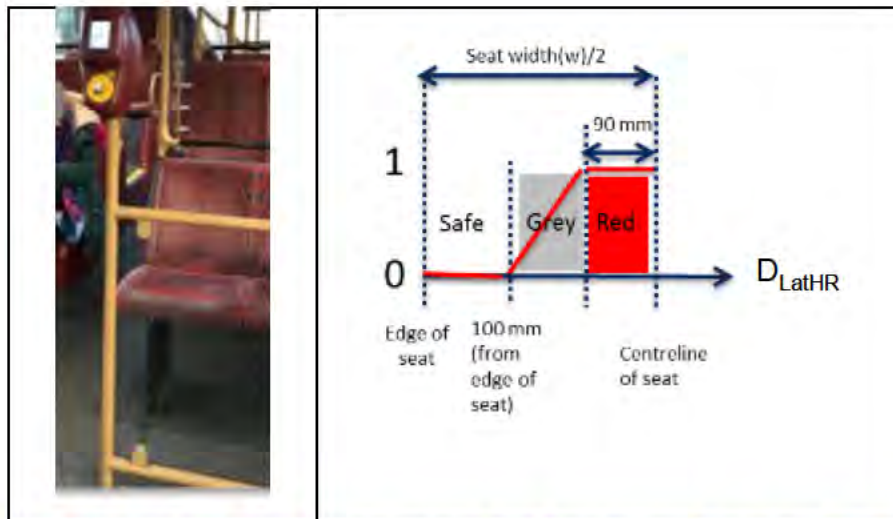 Seat width(w)/2
90 mm
1
Safe
Grey
Red
0
D_LatHR
Edge of
seat
100 mm
(from
edge of
seat)
Centreline
of seat